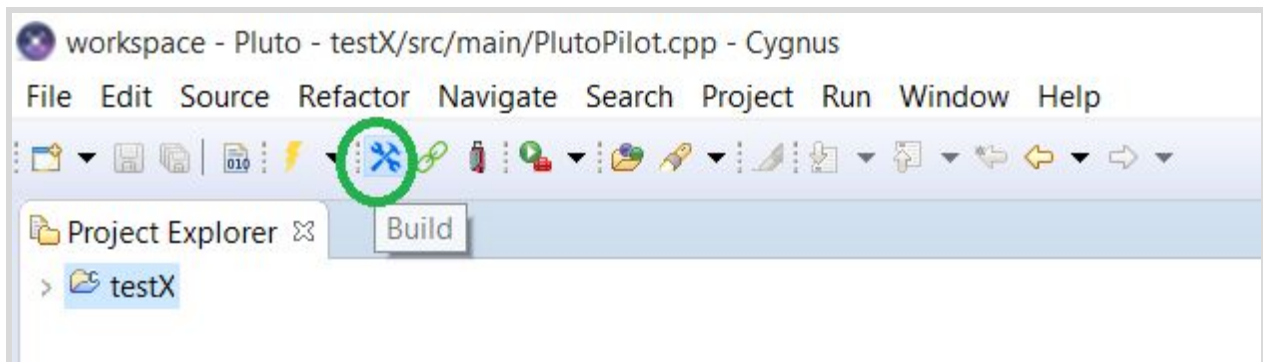 workspace - Pluto - testX/src/main/PlutoPilot.cpp - Cygnus
File Edit Source Refactor Navigate Search Project Run Window Help
010
Project Explorer
Build
testX